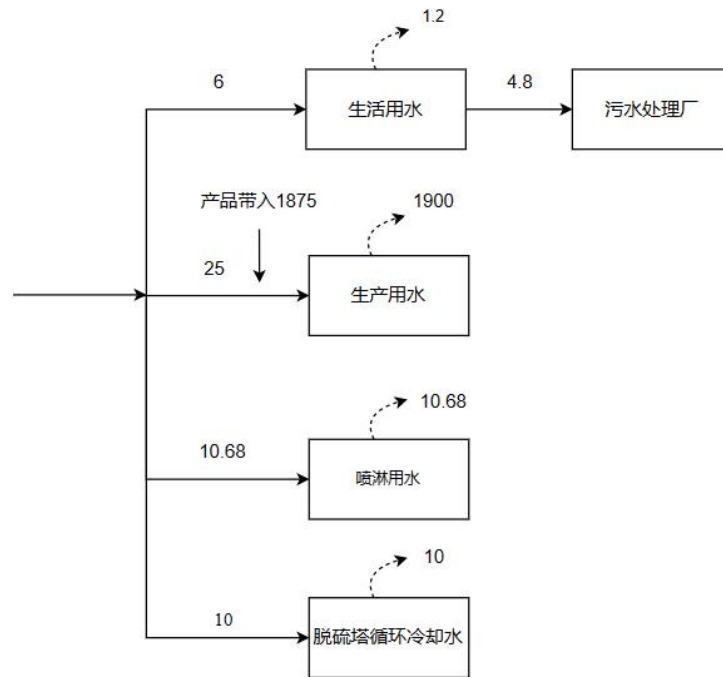 1.2
6
生活用水
4.8
污水处理厂
产品带入1875
1900
25
生产用水
10.68
10.68
喷淋用水
10
10
脱硫塔循环冷却水